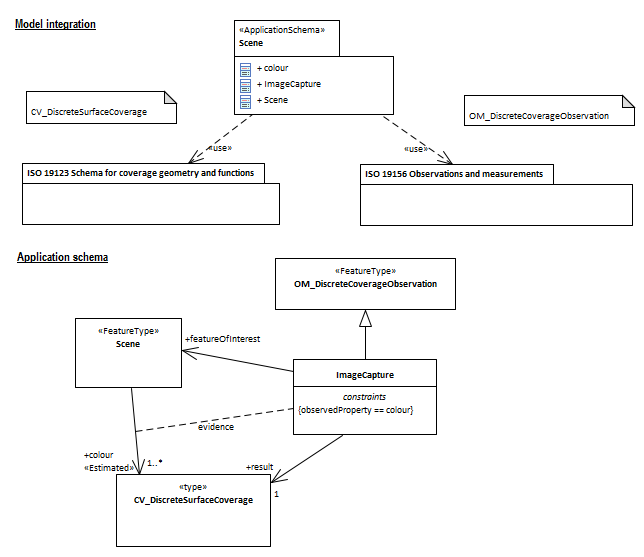 Model integration
«ApplicationSchema»
Scene
+ colour
+ ImageCapture
+ Scene
CV_DiscreteSurfaceCoverage
OM_DiscreteCoverageObservation
«use»
«use»
ISO 19123 Schema for coverage geometry and functions
ISO 19156 Observations and measurements
Application schema
«FeatureType»
OM_DiscreteCoverageObservation
«FeatureType»
Scene
+featureOfInterest
ImageCapture
constraints
{observedProperty == colour}
evidence
+colour
«Estimated»
1..*
+result
1
«type»
CV_DiscreteSurfaceCoverage